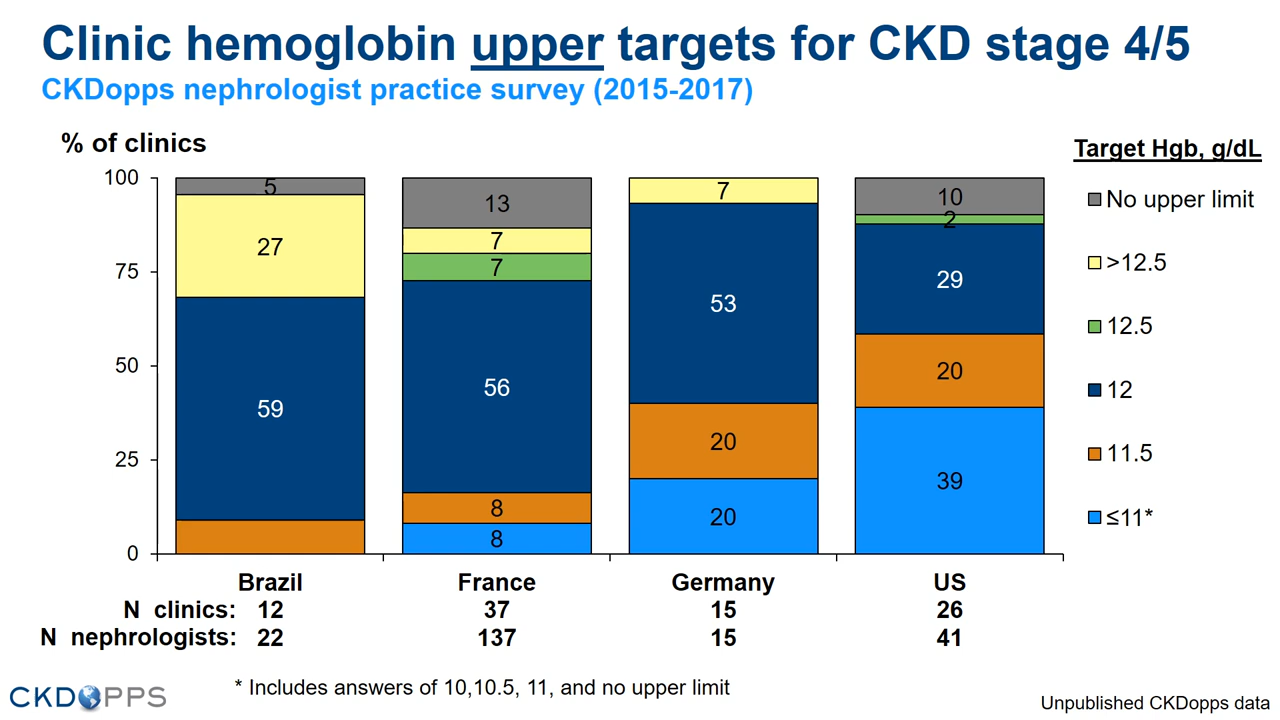 Clinic hemoglobin upper targets for CKD stage 4/5
CKDopps nephrologist practice survey (2015-2017)
% of clinics
Target Hgb, g/dL
100
75
50
25
0
5
27
59
13
7
7
56
8
8
7
53
20
20
10
2
29
20
39
No upper limit
>12.5
12.5
12
11.5
≤11*
Brazil France Germany US
N clinics: 12 37 15 26
N nephrologists: 22 137 15 41
* Includes answers of 10,10.5, 11, and no upper limit
CKDOPPS
Unpublished CKDopps data